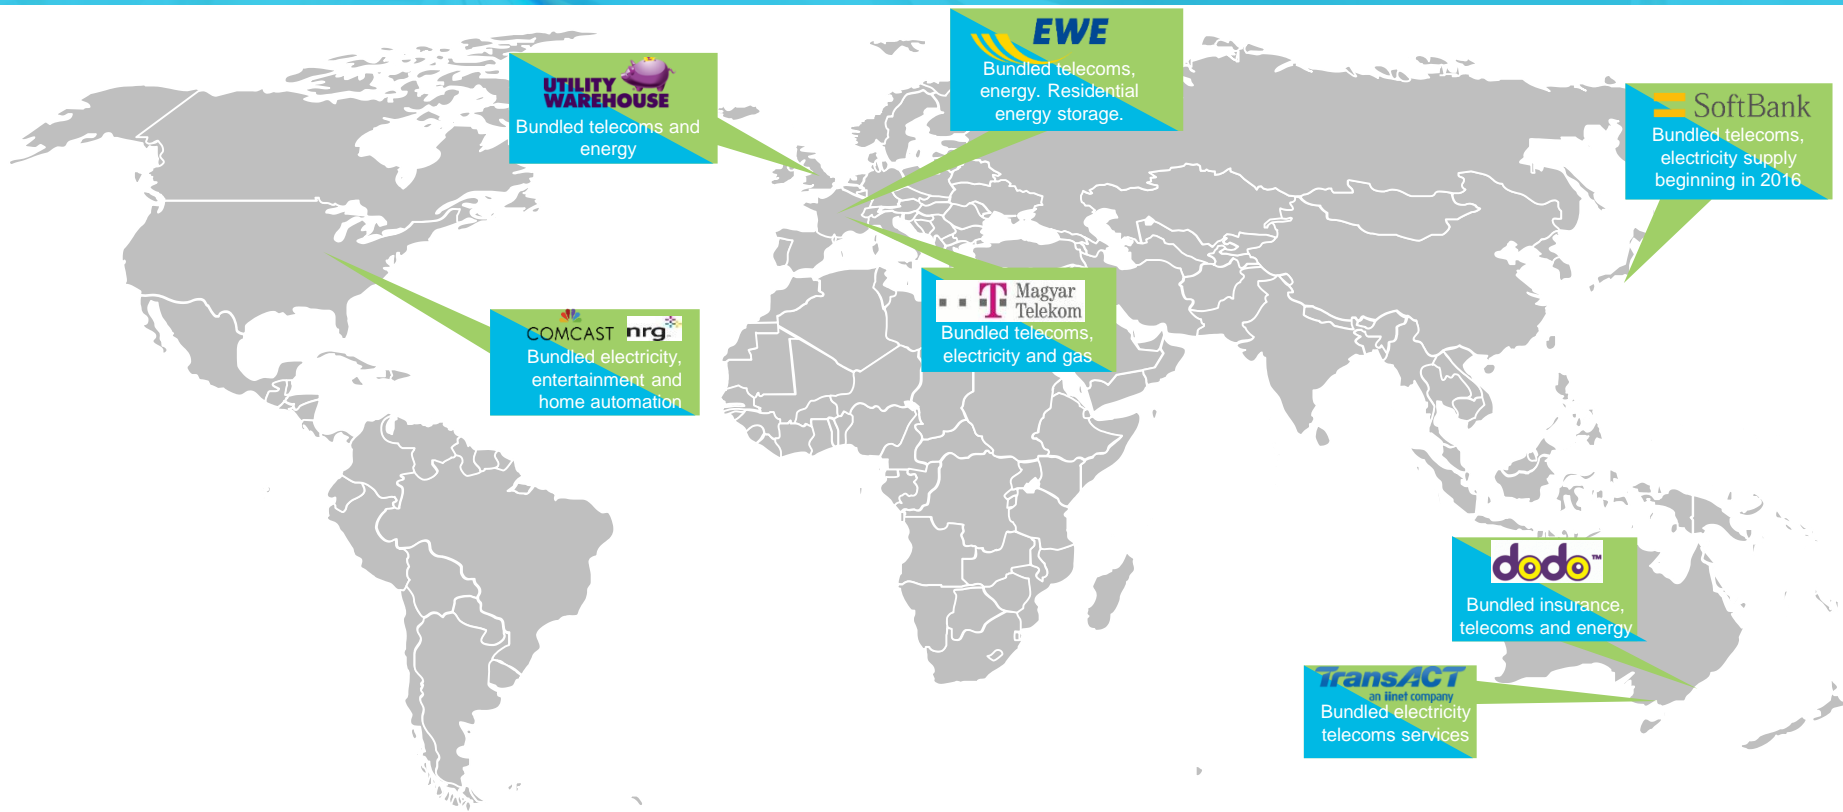 EWE
Bundled telecoms,
energy. Residential
energy storage.
UTILITY
WAREHOUSE
Bundled telecoms and
energy
SoftBank
Bundled telecoms,
electricity supply
beginning in 2016
COMCAST nrg
Bundled electricity,
entertainment and
home automation
T Magyar
Telekom
Bundled telecoms,
electricity and gas
dodo™
Bundled insurance,
telecoms and energy
TransACT
an iinet company
Bundled electricity
telecoms services